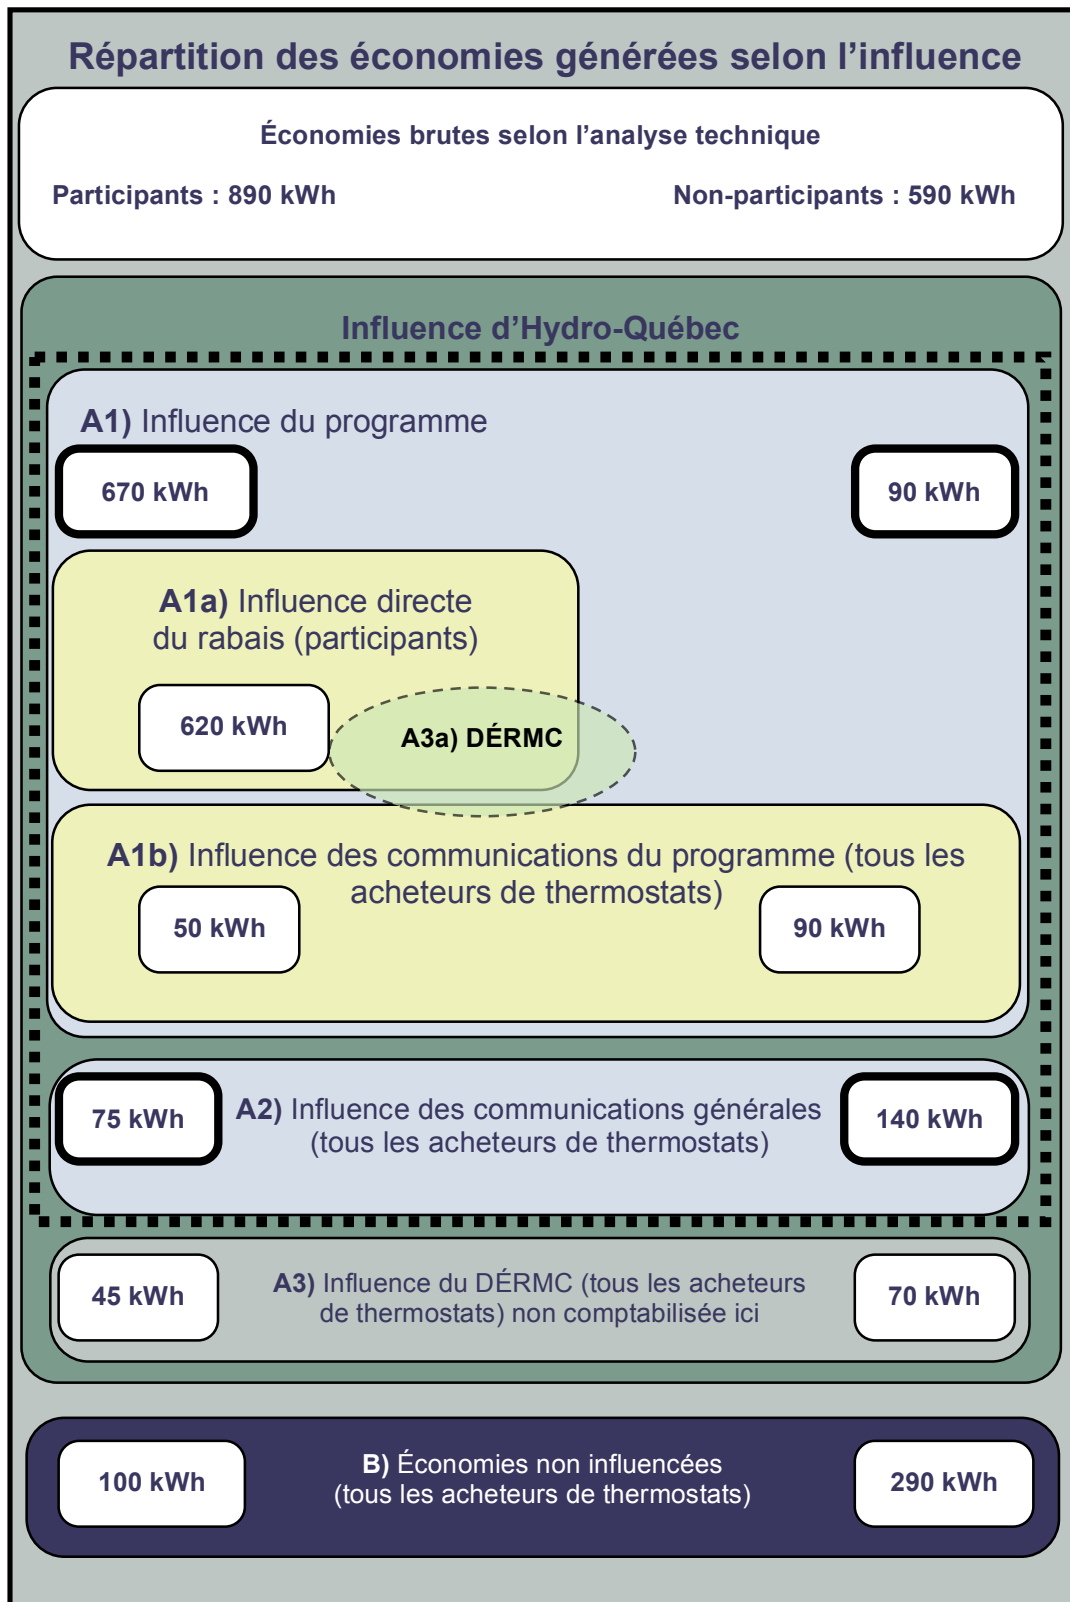 Répartition des économies générées selon l’influence
Économies brutes selon l’analyse technique
Participants : 890 kWh
Non-participants : 590 kWh
Influence d’Hydro-Québec
A1) Influence du programme
670 kWh
90 kWh
A1a) Influence directe
du rabais (participants)
620 kWh
A3a) DÉRMC
A1b) Influence des communications du programme (tous les
acheteurs de thermostats)
50 kWh
90 kWh
75 kWh
A2) Influence des communications générales
(tous les acheteurs de thermostats)
140 kWh
45 kWh
A3) Influence du DÉRMC (tous les acheteurs
de thermostats) non comptabilisée ici
70 kWh
100 kWh
B) Économies non influencées
(tous les acheteurs de thermostats)
290 kWh